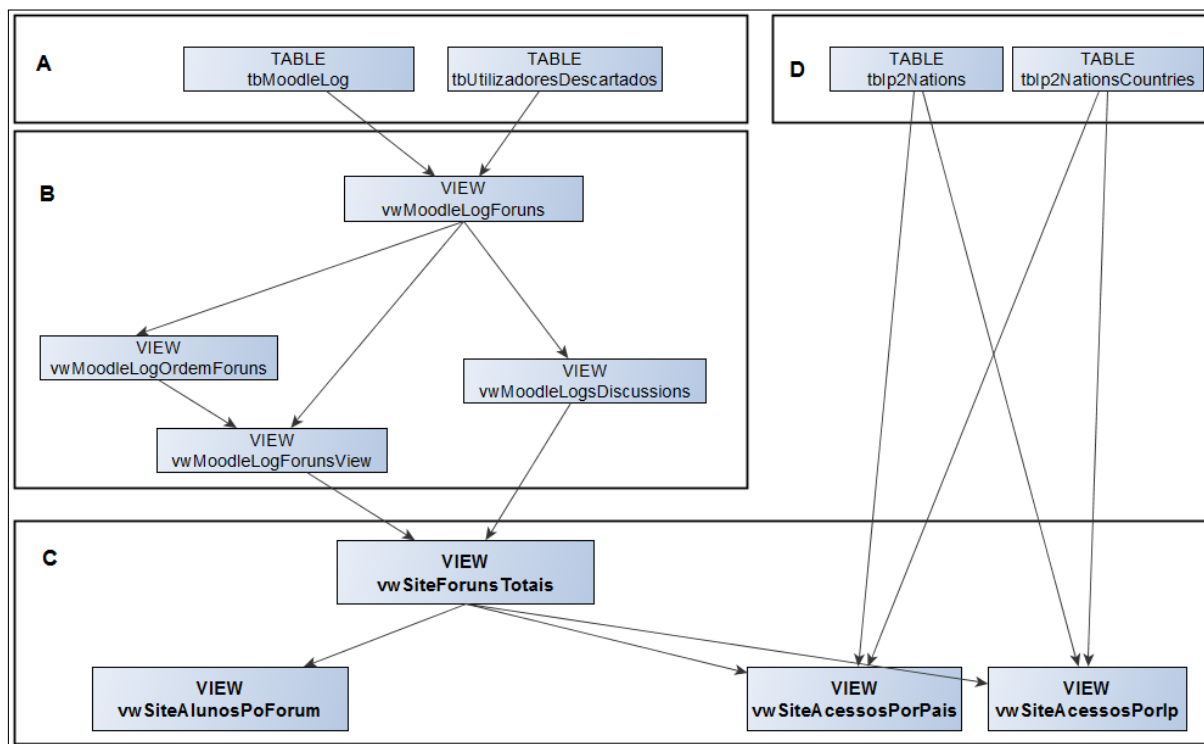 A
TABLE
tbMoodleLog
TABLE
tbUtilizadoresDescartados
D
TABLE
tbIp2Nations
TABLE
tbIp2NationsCountries
B
VIEW
vwMoodleLogForuns
VIEW
vwMoodleLogOrdemForuns
VIEW
vwMoodleLogsDiscussions
VIEW
vwMoodleLogForunsView
C
VIEW
vwSiteForunsTotais
VIEW
vwSiteAlunosPoForum
VIEW
vwSiteAcessosPorPais
VIEW
vwSiteAcessosPorIp